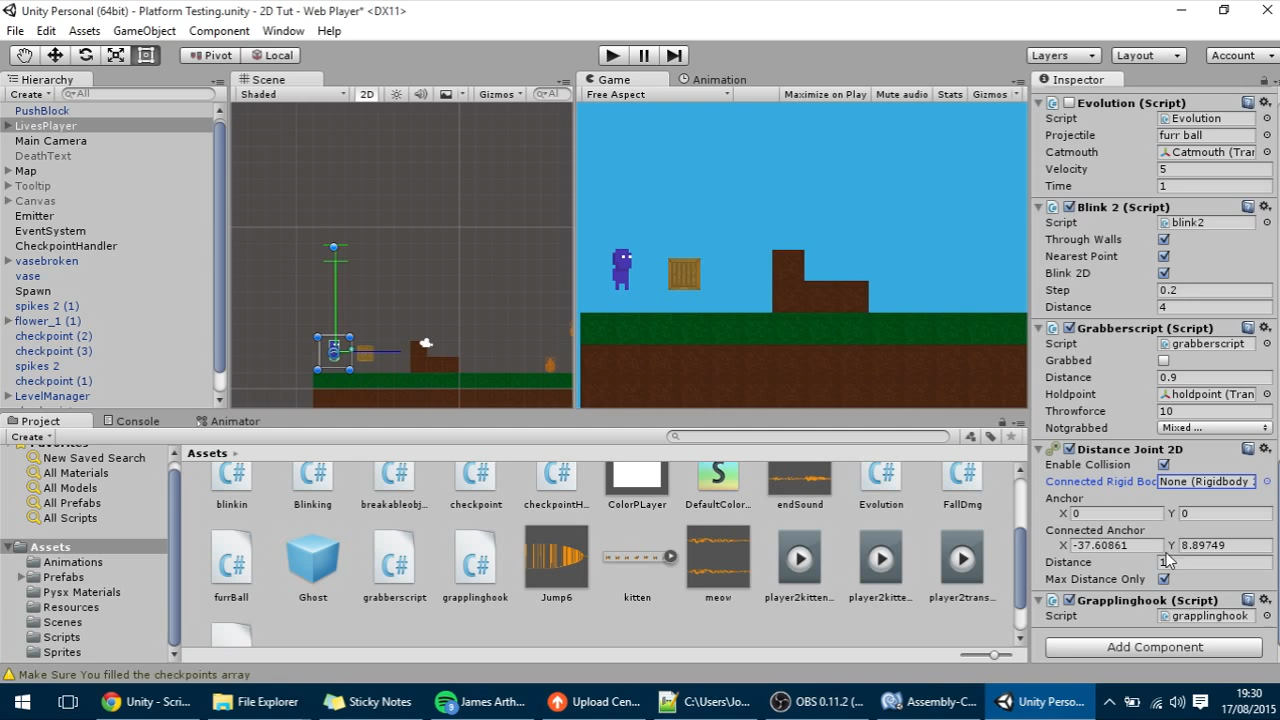 Unity Personal (64bit) - Platform Testing.unity - 2D Tut - Web Player* <DX11>
File Edit Assets GameObject Component Window Help
Pivot Local Layers Layout Account
Hierarchy
Create All
PushBlock
LivesPlayer
Main Camera
DeathText
Map
Tooltip
Canvas
Emitter
EventSystem
CheckpointHandler
vasebroken
vase
Spawn
spikes 2 (1)
flower_1 (1)
checkpoint (2)
checkpoint (3)
spikes 2
checkpoint (1)
LevelManager
Scene
Shaded 2D Gizmos All
Game Animation
Free Aspect Maximize on Play Mute audio Stats Gizmos
Inspector
Evolution (Script)
Script Evolution
Projectile furr ball
Catmouth Catmouth (Tran
Velocity 5
Time 1
Blink 2 (Script)
Script blink2
Through Walls
Nearest Point
Blink 2D
Step 0.2
Distance 4
Grabberscript (Script)
Script grabberscript
Grabbed
Distance 0.9
Holdpoint holdpoint (Tran
Throwforce 10
Notgrabbed Mixed ...
Distance Joint 2D
Enable Collision
Connected Rigid Boc None (Rigidbody
Anchor
X 0 Y 0
Connected Anchor
X -37.60861 Y 8.89749
Distance 1
Max Distance Only
Grapplinghook (Script)
Script grapplinghook
Add Component
Project Console Animator
Create
Favorites
New Saved Search
All Materials
All Models
All Prefabs
All Scripts
Assets
Animations
Prefabs
Pysx Materials
Resources
Scenes
Scripts
Sprites
Assets
blinkin Blinking breakableobj... checkpoint checkpointH... ColorPLayer DefaultColor... endSound Evolution FallDmg
furrBall Ghost grabberscript grapplinghook Jump6 kitten meow player2kitten... player2kitte... player2trans...
Make Sure You filled the checkpoints array
Unity - Scri... File Explorer Sticky Notes James Arth... Upload Cen... C:\Users\Jo... OBS 0.11.2 (... Assembly-C... Unity Perso...
19:30
17/08/2015